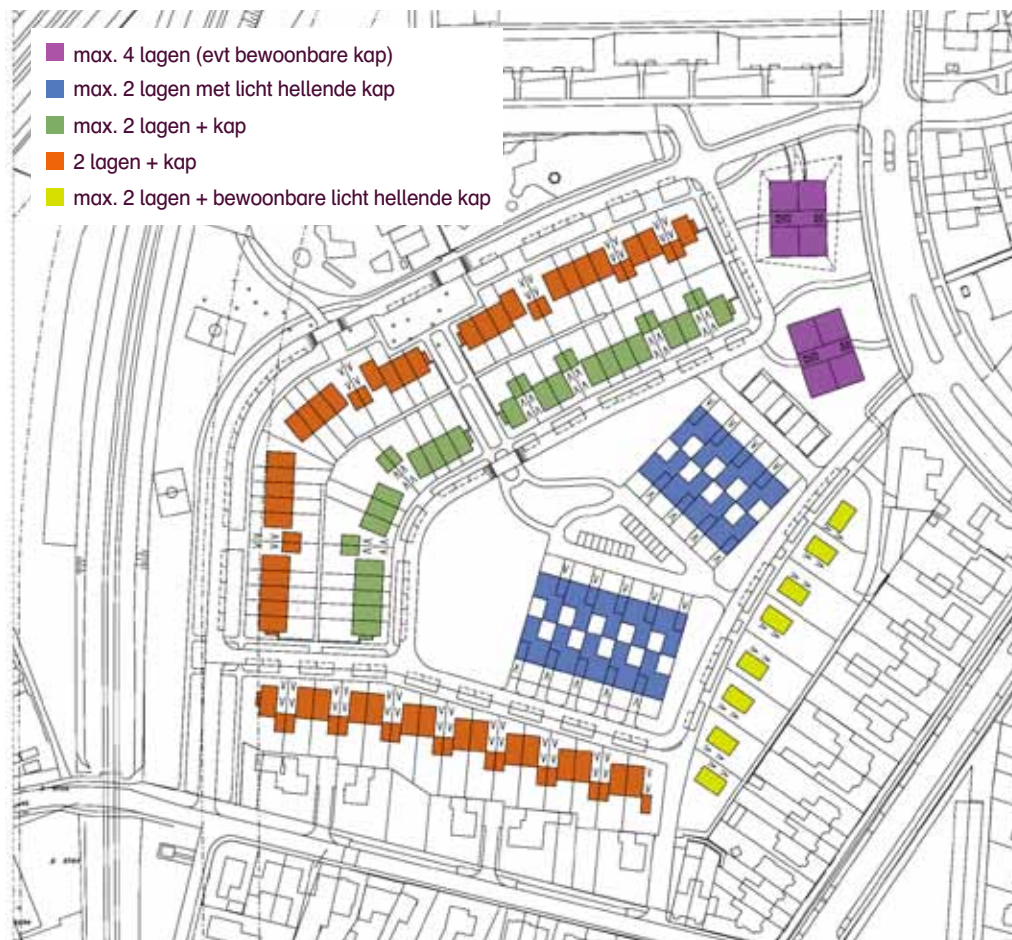 max. 4 lagen (evt bewoonbare kap)
max. 2 lagen met licht hellende kap
max. 2 lagen + kap
2 lagen + kap
max. 2 lagen + bewoonbare licht hellende kap